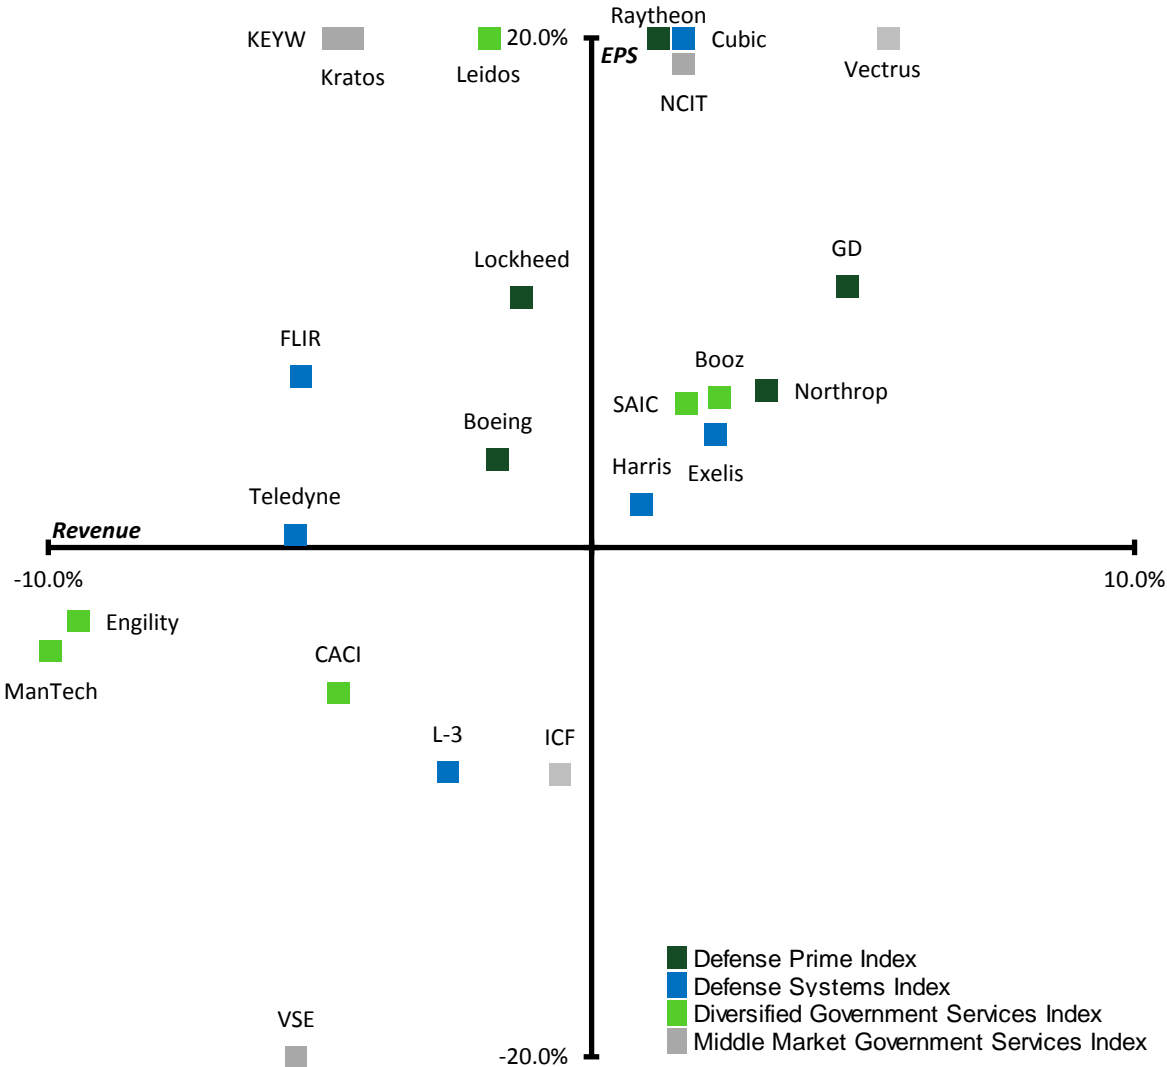 Raytheon
KEYW
20.0%
Cubic
EPS
Kratos
Leidos
Vectrus
NCIT
GD
Lockheed
FLIR
Booz
Northrop
SAIC
Boeing
Harris
Exelis
Teledyne
Revenue
-10.0%
10.0%
Engility
CACI
ManTech
L-3
ICF
Defense Prime Index
Defense Systems Index
Diversified Government Services Index
VSE
Middle Market Government Services Index
-20.0%